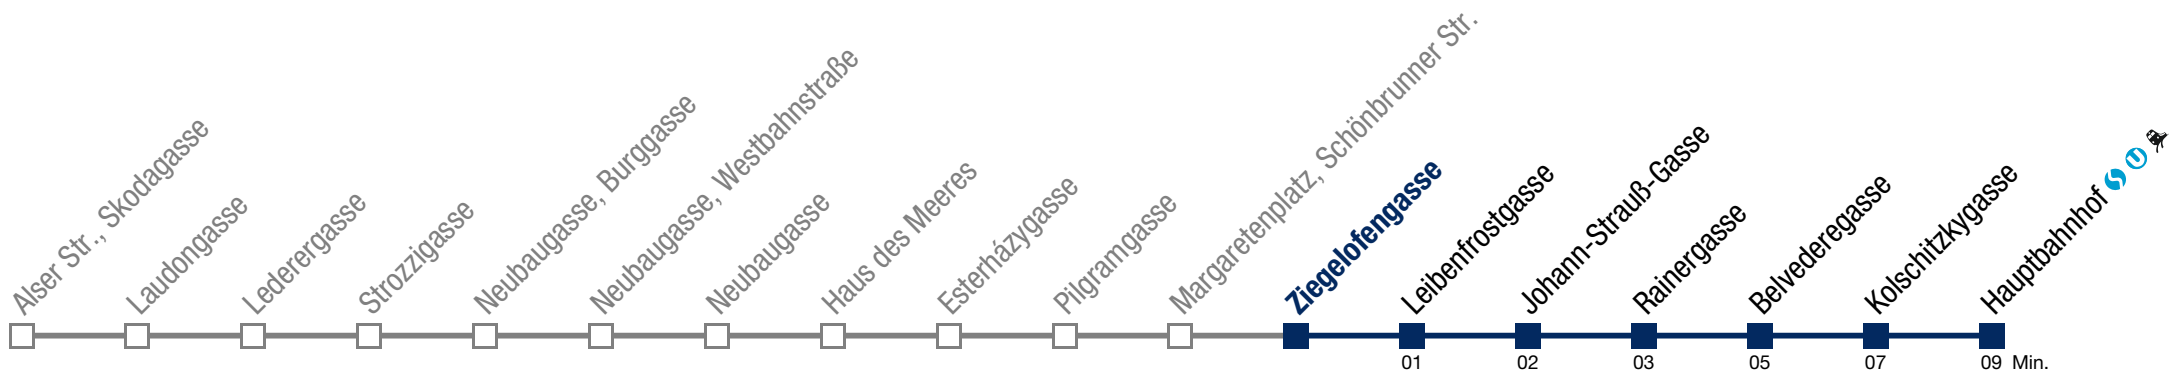 Alser Str., Skodagasse
Laudongasse
Lederergasse
Strozzigasse
Neubaugasse, Burggasse
Neubaugasse, Westbahnstraße
Neubaugasse
Haus des Meeres
Esterházygasse
Pilgramgasse
Margaretenplatz, Schönbrunner Str.
Ziegelofengasse
Leibenfrostgasse
Johann-Strauß-Gasse
Rainergasse
Belvederegasse
Kolschitzkygasse
Hauptbahnhof S U
01 02 03 05 07 09 Min.